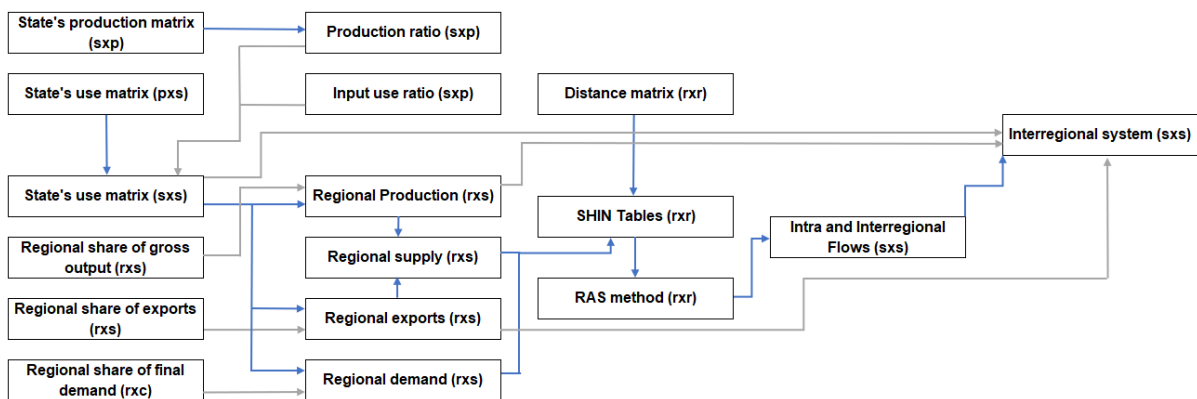 State's production matrix
(sxp)
Production ratio (sxp)
State's use matrix (pxs)
Input use ratio (sxp)
Distance matrix (rxr)
Interregional system (sxs)
State's use matrix (sxs)
Regional Production (rxs)
SHIN Tables (rxr)
Intra and Interregional
Flows (sxs)
Regional share of gross
output (rxs)
Regional supply (rxs)
RAS method (rxr)
Regional share of exports
(rxs)
Regional exports (rxs)
Regional share of final
demand (rxc)
Regional demand (rxs)